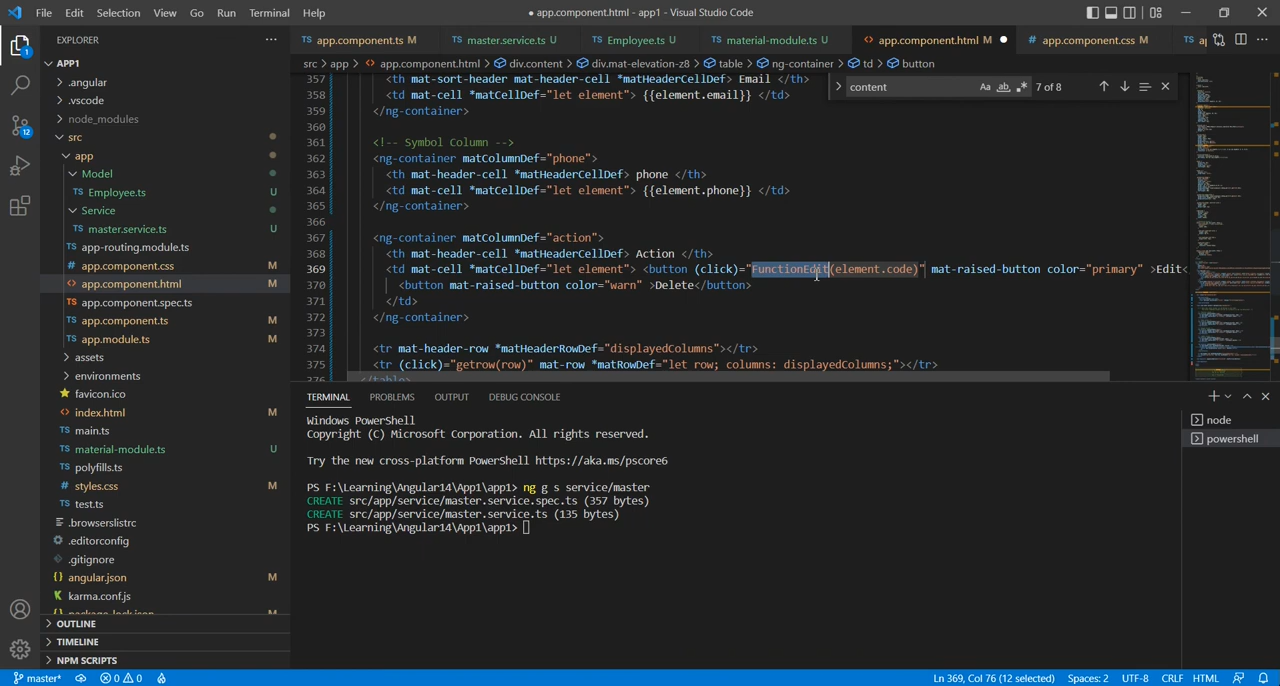 File Edit Selection View Go Run Terminal Help
● app.component.html - app1 - Visual Studio Code
EXPLORER
APP1
.angular
.vscode
node_modules
src
app
Model
TS Employee.ts U
Service
TS master.service.ts U
TS app-routing.module.ts
# app.component.css M
<> app.component.html M
TS app.component.spec.ts
TS app.component.ts M
TS app.module.ts M
assets
environments
favicon.ico
<> index.html M
TS main.ts
TS material-module.ts U
TS polyfills.ts
# styles.css M
TS test.ts
.browserslistrc
.editorconfig
.gitignore
{} angular.json M
karma.conf.js
{} package-lock.json M
OUTLINE
TIMELINE
NPM SCRIPTS
TS app.component.ts M TS master.service.ts U TS Employee.ts U TS material-module.ts U <> app.component.html M ● # app.component.css M TS
src > app > <> app.component.html > div.content > div.mat-elevation-z8 > table > ng-container > td > button
content Aa ab .* 7 of 8
357 <th mat-sort-header mat-header-cell *matHeaderCellDef> Email </th>
358 <td mat-cell *matCellDef="let element"> {{element.email}} </td>
359 </ng-container>
360
361 <!-- Symbol Column -->
362 <ng-container matColumnDef="phone">
363 <th mat-header-cell *matHeaderCellDef> phone </th>
364 <td mat-cell *matCellDef="let element"> {{element.phone}} </td>
365 </ng-container>
366
367 <ng-container matColumnDef="action">
368 <th mat-header-cell *matHeaderCellDef> Action </th>
369 <td mat-cell *matCellDef="let element"> <button (click)="FunctionEdit(element.code)" mat-raised-button color="primary" >Edit<
370 <button mat-raised-button color="warn" >Delete</button>
371 </td>
372 </ng-container>
373
374 <tr mat-header-row *matHeaderRowDef="displayedColumns"></tr>
375 <tr (click)="getrow(row)" mat-row *matRowDef="let row; columns: displayedColumns;"></tr>
376 </table>
TERMINAL PROBLEMS OUTPUT DEBUG CONSOLE
Windows PowerShell
Copyright (C) Microsoft Corporation. All rights reserved.
Try the new cross-platform PowerShell https://aka.ms/pscore6
PS F:\Learning\Angular14\App1\app1> ng g s service/master
CREATE src/app/service/master.service.spec.ts (357 bytes)
CREATE src/app/service/master.service.ts (135 bytes)
PS F:\Learning\Angular14\App1\app1>
node
powershell
1
12
master* 0 0 Ln 369, Col 76 (12 selected) Spaces: 2 UTF-8 CRLF HTML